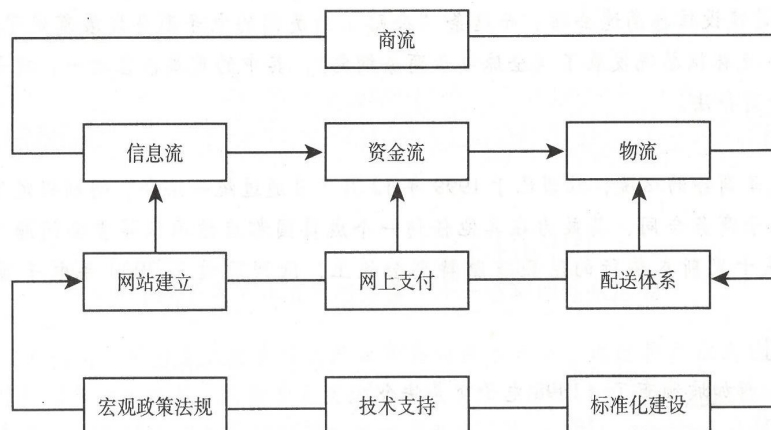 商流
信息流
资金流
物流
网站建立
网上支付
配送体系
宏观政策法规
技术支持
标准化建设